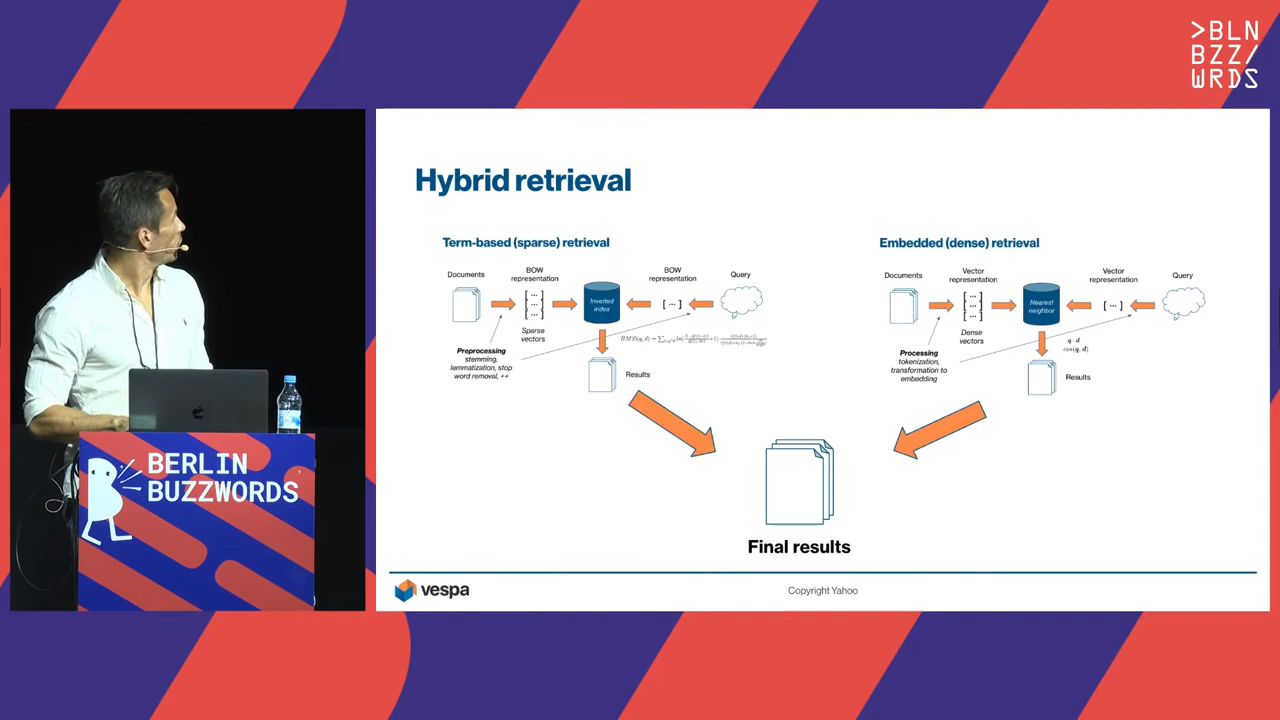 >BLN
BZZ/
WRDS
Hybrid retrieval
Term-based (sparse) retrieval
Documents
BOW
representation
BOW
representation
Query
Inverted
index
Sparse
vectors
Preprocessing
stemming,
lemmatization, stop
word removal, ++
Results
Embedded (dense) retrieval
Documents
Vector
representation
Vector
representation
Query
Nearest
neighbor
Dense
vectors
q · d
cos(q, d)
Processing
tokenization,
transformation to
embedding
Results
Final results
vespa
Copyright Yahoo
BERLIN
BUZZWORDS